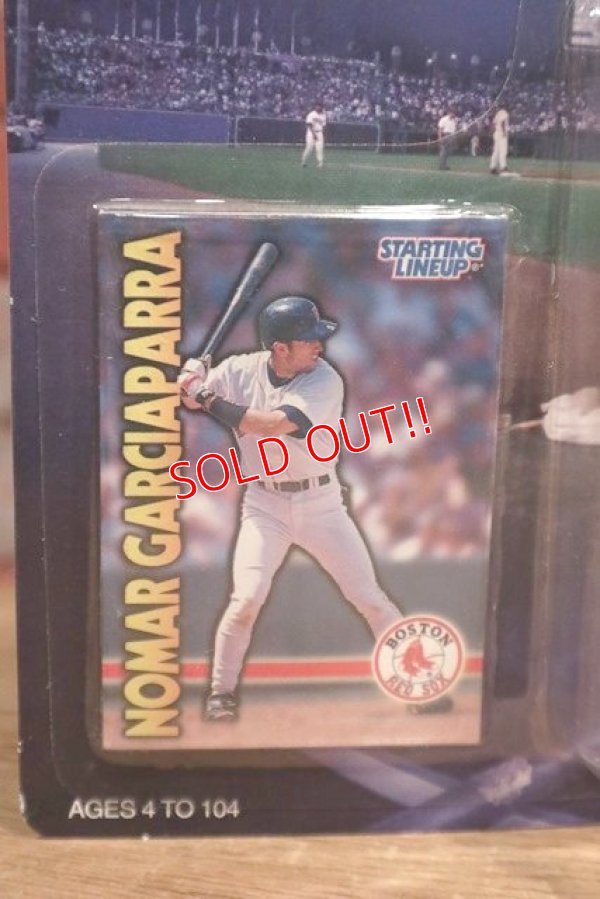 STARTING
LINEUP
NOMAR GARCIAPARRA
SOLD OUT!!
BOSTON
RED SOX
AGES 4 TO 104